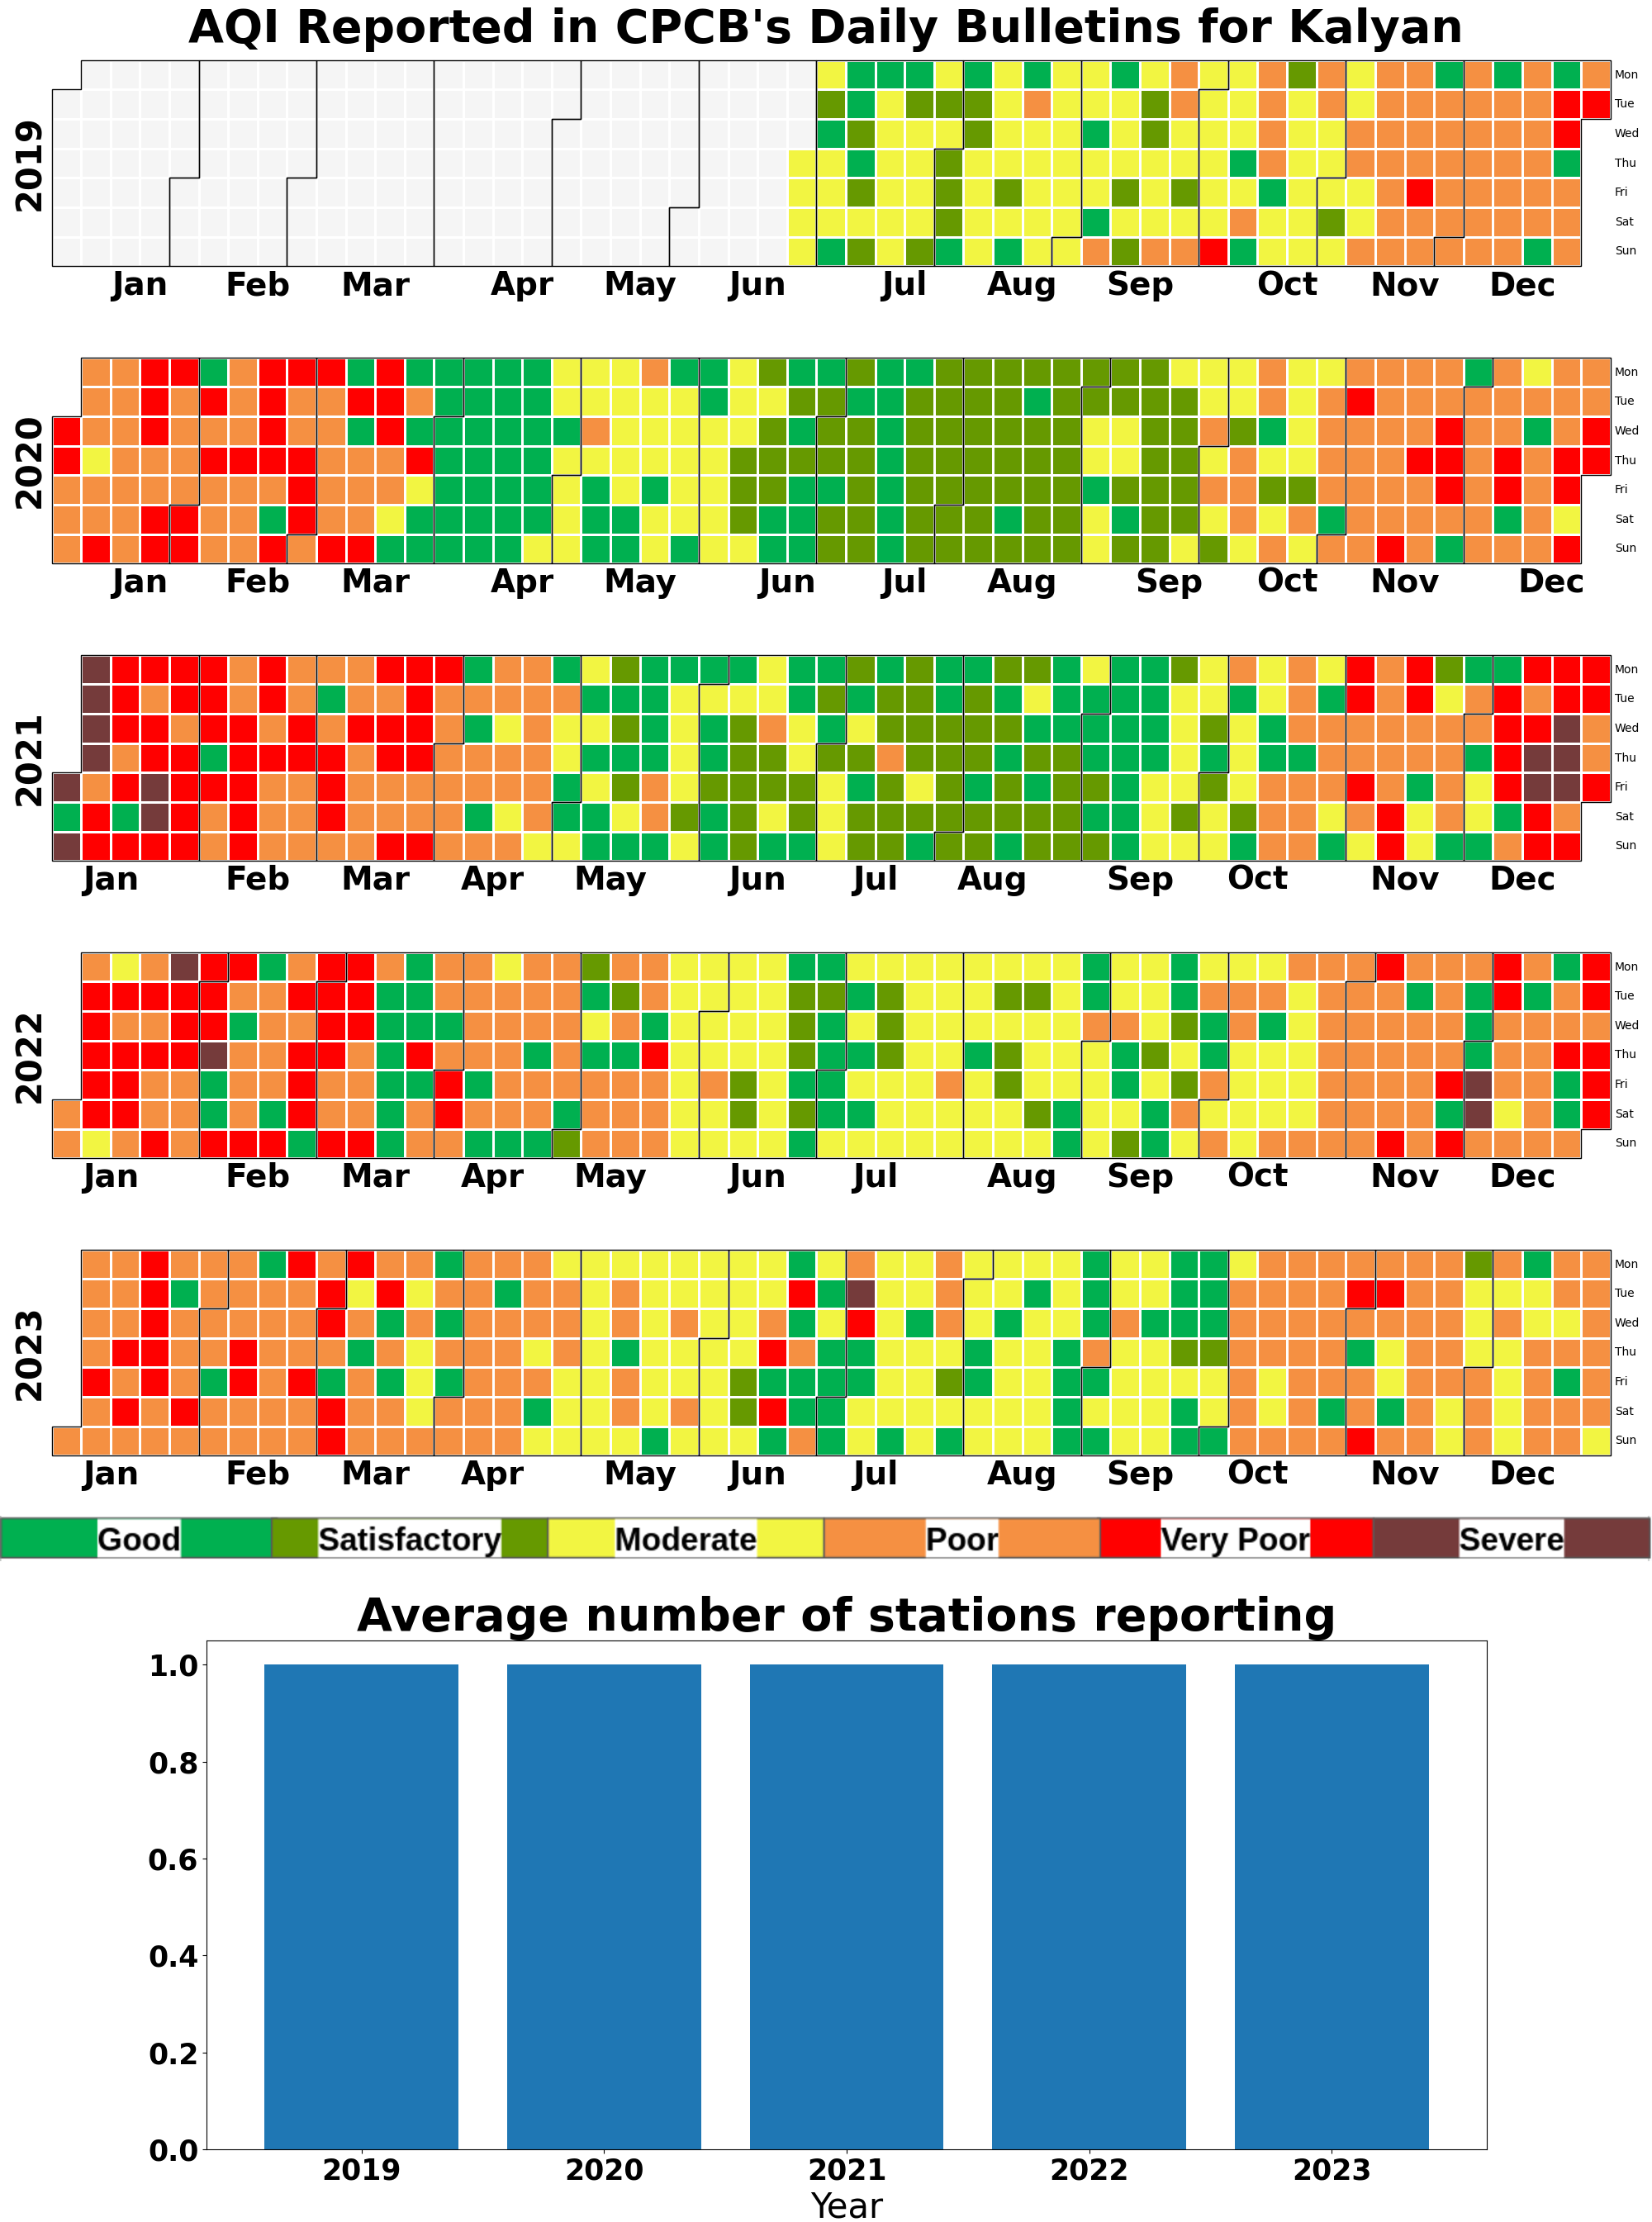 AQI Reported in CPCB's Daily Bulletins for Kalyan
2019
Mon
Tue
Wed
Thu
Fri
Sat
Sun
Jan Feb Mar Apr May Jun Jul Aug Sep Oct Nov Dec
2020
Mon
Tue
Wed
Thu
Fri
Sat
Sun
Jan Feb Mar Apr May Jun Jul Aug Sep Oct Nov Dec
2021
Mon
Tue
Wed
Thu
Fri
Sat
Sun
Jan Feb Mar Apr May Jun Jul Aug Sep Oct Nov Dec
2022
Mon
Tue
Wed
Thu
Fri
Sat
Sun
Jan Feb Mar Apr May Jun Jul Aug Sep Oct Nov Dec
2023
Mon
Tue
Wed
Thu
Fri
Sat
Sun
Jan Feb Mar Apr May Jun Jul Aug Sep Oct Nov Dec
Good Satisfactory Moderate Poor Very Poor Severe
Average number of stations reporting
1.0
0.8
0.6
0.4
0.2
0.0
2019 2020 2021 2022 2023
Year